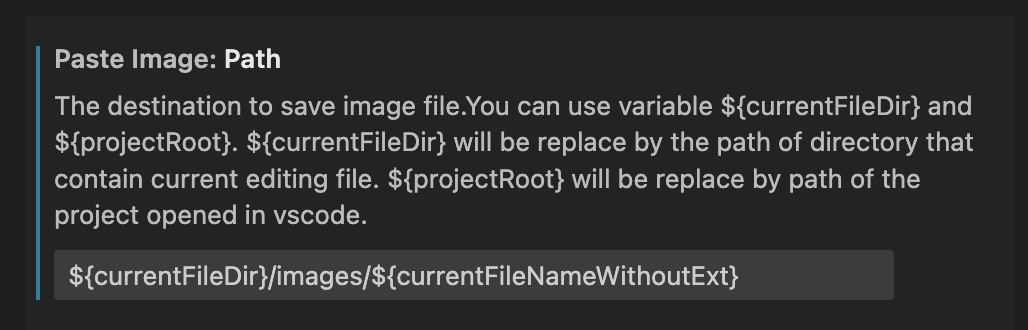 Paste Image: Path
The destination to save image file.You can use variable ${currentFileDir} and
${projectRoot}. ${currentFileDir} will be replace by the path of directory that
contain current editing file. ${projectRoot} will be replace by path of the
project opened in vscode.
${currentFileDir}/images/${currentFileNameWithoutExt}